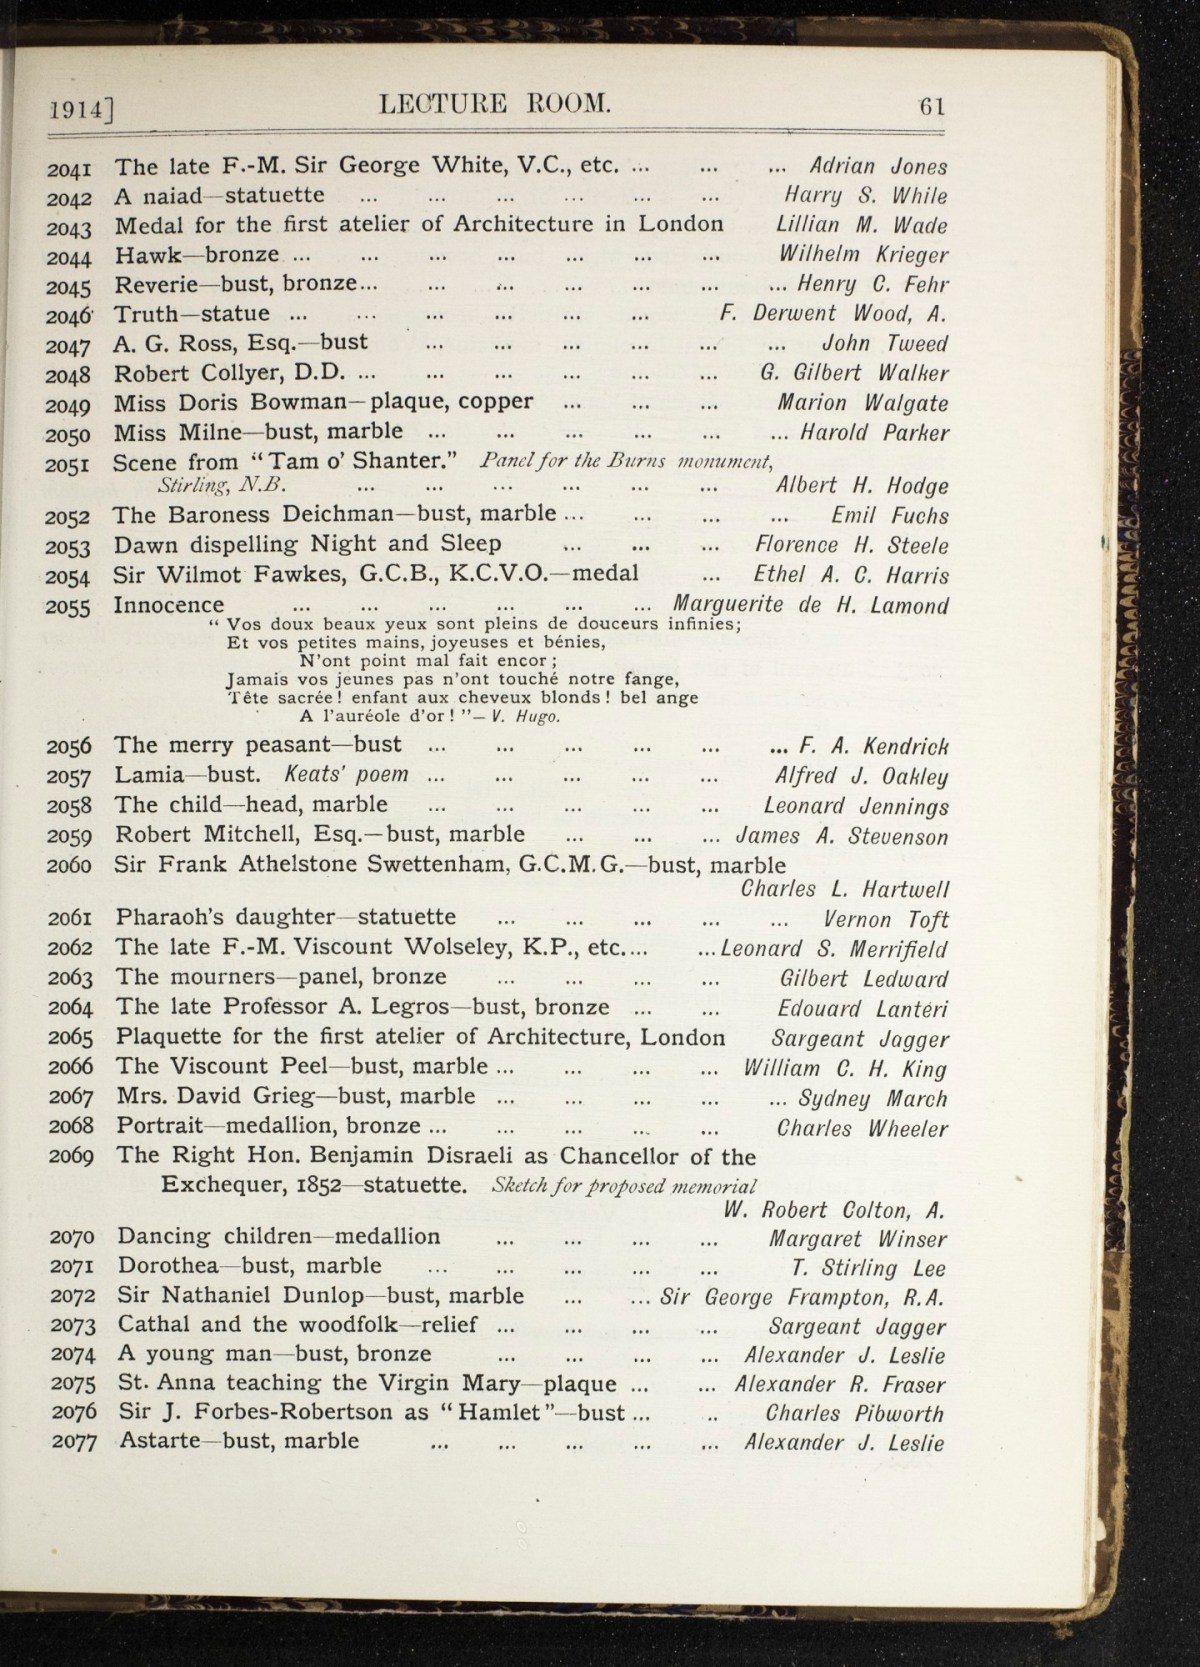 1914] LECTURE ROOM. 61
2041 The late F.-M. Sir George White, V.C., etc. ... ... ... Adrian Jones
2042 A naiad—statuette ... ... ... ... ... ... Harry S. While
2043 Medal for the first atelier of Architecture in London Lillian M. Wade
2044 Hawk—bronze ... ... ... ... ... ... ... Wilhelm Krieger
2045 Reverie—bust, bronze... ... ... ... ... ... ... Henry C. Fehr
2046 Truth—statue ... ... ... ... ... ... F. Derwent Wood, A.
2047 A. G. Ross, Esq.—bust ... ... ... ... ... ... John Tweed
2048 Robert Collyer, D.D. ... ... ... ... ... ... G. Gilbert Walker
2049 Miss Doris Bowman—plaque, copper ... ... ... Marion Walgate
2050 Miss Milne—bust, marble ... ... ... ... ... ... Harold Parker
2051 Scene from “Tam o’ Shanter.” Panel for the Burns monument,
Stirling, N.B. ... ... ... ... ... ... Albert H. Hodge
2052 The Baroness Deichman—bust, marble ... ... ... ... Emil Fuchs
2053 Dawn dispelling Night and Sleep ... ... ... Florence H. Steele
2054 Sir Wilmot Fawkes, G.C.B., K.C.V.O.—medal ... Ethel A. C. Harris
2055 Innocence ... ... ... ... ... ... Marguerite de H. Lamond
“ Vos doux beaux yeux sont pleins de douceurs infinies;
Et vos petites mains, joyeuses et bénies,
N’ont point mal fait encor ;
Jamais vos jeunes pas n’ont touché notre fange,
Tête sacrée! enfant aux cheveux blonds! bel ange
A l’auréole d’or! ”—V. Hugo.
2056 The merry peasant—bust ... ... ... ... ... ... F. A. Kendrick
2057 Lamia—bust. Keats’ poem ... ... ... ... ... Alfred J. Oakley
2058 The child—head, marble ... ... ... ... ... Leonard Jennings
2059 Robert Mitchell, Esq.—bust, marble ... ... ... James A. Stevenson
2060 Sir Frank Athelstone Swettenham, G.C.M.G.—bust, marble
Charles L. Hartwell
2061 Pharaoh’s daughter—statuette ... ... ... ... ... Vernon Toft
2062 The late F.-M. Viscount Wolseley, K.P., etc.... ... Leonard S. Merrifield
2063 The mourners—panel, bronze ... ... ... ... Gilbert Ledward
2064 The late Professor A. Legros—bust, bronze ... ... Edouard Lantéri
2065 Plaquette for the first atelier of Architecture, London Sargeant Jagger
2066 The Viscount Peel—bust, marble ... ... ... ... William C. H. King
2067 Mrs. David Grieg—bust, marble ... ... ... ... ... Sydney March
2068 Portrait—medallion, bronze ... ... ... ... ... Charles Wheeler
2069 The Right Hon. Benjamin Disraeli as Chancellor of the
Exchequer, 1852—statuette. Sketch for proposed memorial
W. Robert Colton, A.
2070 Dancing children—medallion ... ... ... ... Margaret Winser
2071 Dorothea—bust, marble ... ... ... ... ... T. Stirling Lee
2072 Sir Nathaniel Dunlop—bust, marble ... ... Sir George Frampton, R.A.
2073 Cathal and the woodfolk—relief ... ... ... ... Sargeant Jagger
2074 A young man—bust, bronze ... ... ... ... Alexander J. Leslie
2075 St. Anna teaching the Virgin Mary—plaque ... ... Alexander R. Fraser
2076 Sir J. Forbes-Robertson as “Hamlet”—bust ... .. Charles Pibworth
2077 Astarte—bust, marble ... ... ... ... ... Alexander J. Leslie